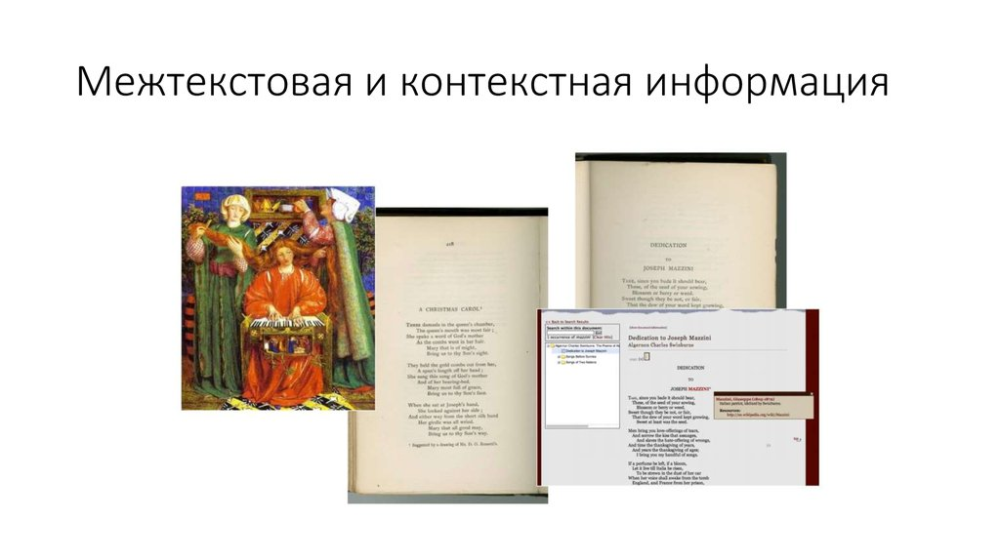 Межтекстовая и контекстная информация
218
A CHRISTMAS CAROL.¹
THREE damsels in the queen's chamber,
The queen's mouth was most fair;
She spake a word of God's mother
As the combs went in her hair.
Mary that is of might,
Bring us to thy Son's sight.
They held the gold combs out from her,
A span's length off her head;
She sang this song of God's mother
And of her bearing-bed.
Mary most full of grace,
Bring us to thy Son's face.
When she sat at Joseph's hand,
She looked against her side;
And either way from the short silk band
Her girdle was all wried.
Mary that all good may,
Bring us to thy Son's way.
¹ Suggested by a drawing of Mr. D. G. Rossetti's.
DEDICATION
TO
JOSEPH MAZZINI
TAKE, since you bade it should bear,
These, of the seed of your sowing,
Blossom or berry or weed.
Sweet though they be not, or fair,
That the dew of your word kept growing,
<< Back to Search Results
Search within this document:
Go!
1 occurrence of mazzini [Clear Hits]
Algernon Charles Swinburne: The Poems of A
Dedication to Joseph Mazzini
Songs Before Sunrise
Songs of Two Nations
Dedication to Joseph Mazzini
Algernon Charles Swinburne
DEDICATION
TO
JOSEPH MAZZINI
TAKE, since you bade it should bear,
These, of the seed of your sowing,
Blossom or berry or weed.
Sweet though they be not, or fair,
That the dew of your word kept growing,
Sweet at least was the seed.
Mazzini, Giuseppe (1805-1872)
Italian patriot, idolized by Swinburne.
Resources:
http://en.wikipedia.org/wiki/Mazzini
Men bring you love-offerings of tears,
And sorrow the kiss that assuages,
And slaves the hate-offering of wrongs,
And time the thanksgiving of years,
And years the thanksgiving of ages;
I bring you my handful of songs.
If a perfume be left, if a bloom,
Let it live till Italia be risen,
To be strewn in the dust of her car
When her voice shall awake from the tomb
England, and France from her prison,